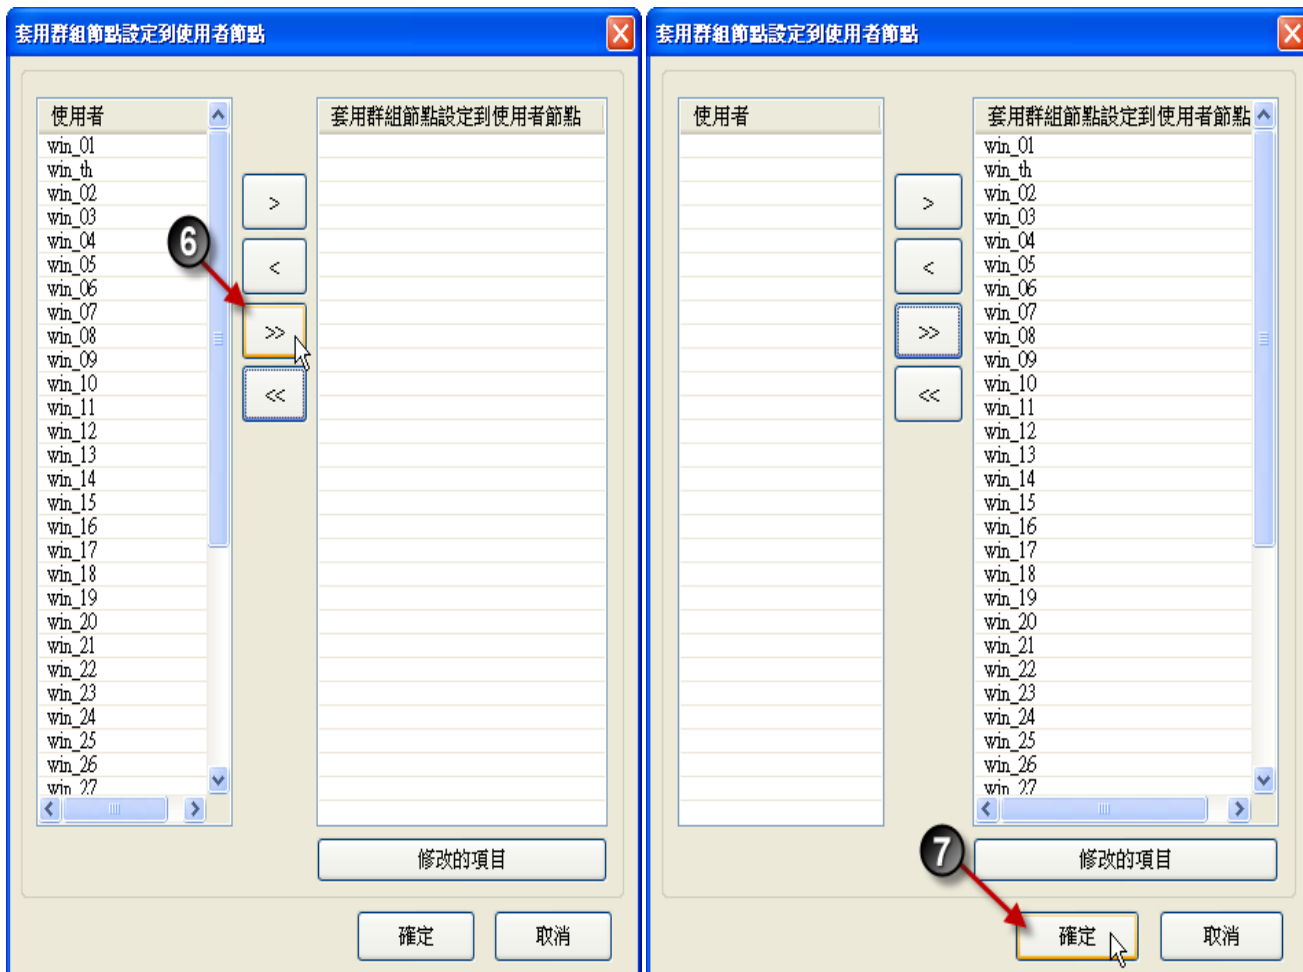 套用群組節點設定到使用者節點
使用者
win_01
win_th
win_02
win_03
win_04
win_05
win_06
win_07
win_08
win_09
win_10
win_11
win_12
win_13
win_14
win_15
win_16
win_17
win_18
win_19
win_20
win_21
win_22
win_23
win_24
win_25
win_26
win_27
6
>
<
>>
<<
套用群組節點設定到使用者節點
修改的項目
確定
取消
套用群組節點設定到使用者節點
使用者
>
<
>>
<<
套用群組節點設定到使用者節點
win_01
win_th
win_02
win_03
win_04
win_05
win_06
win_07
win_08
win_09
win_10
win_11
win_12
win_13
win_14
win_15
win_16
win_17
win_18
win_19
win_20
win_21
win_22
win_23
win_24
win_25
win_26
win_27
7
修改的項目
確定
取消